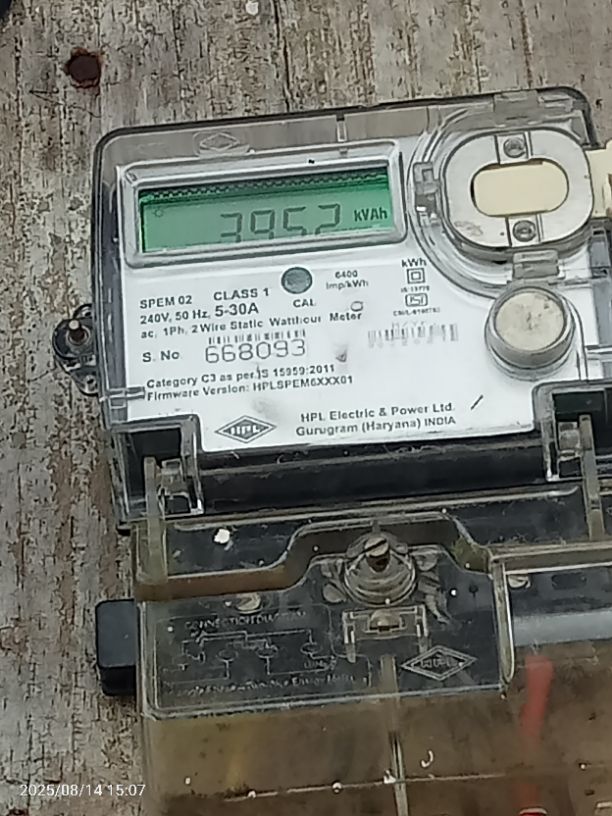 3952 kVAh
kWh
6400
Imp/kWh
CAL
SPEM 02 CLASS 1
240V, 50 Hz, 5-30A
ac, 1Ph, 2 Wire Static Watthour Meter
S. No 668093
Category C3 as per IS 15959:2011
Firmware Version: HPLSPEM6XXX01
HPL
HPL Electric & Power Ltd.
Gurugram (Haryana) INDIA
CONNECTION DIAGRAM
2025/08/14 15:07